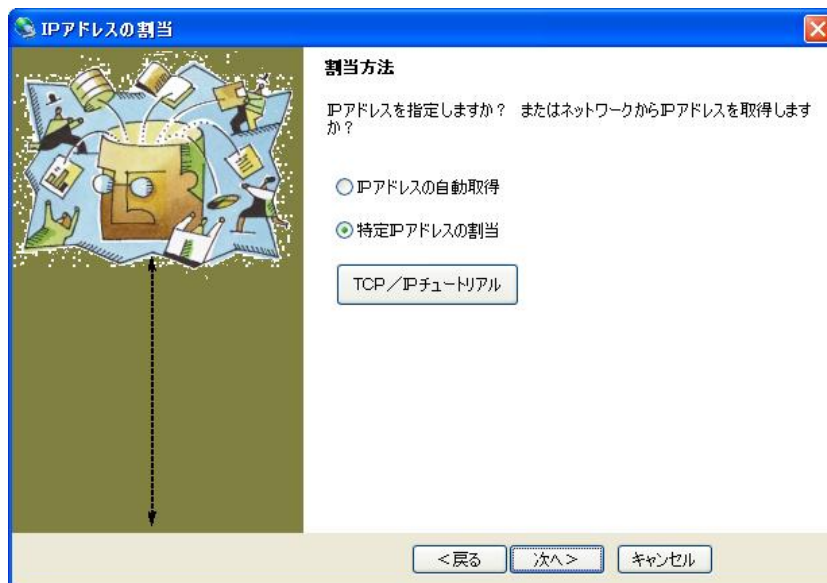 IPアドレスの割当
割当方法
IPアドレスを指定しますか？　またはネットワークからIPアドレスを取得します
か？
IPアドレスの自動取得
特定IPアドレスの割当
TCP／IPチュートリアル
<戻る
次へ>
キャンセル